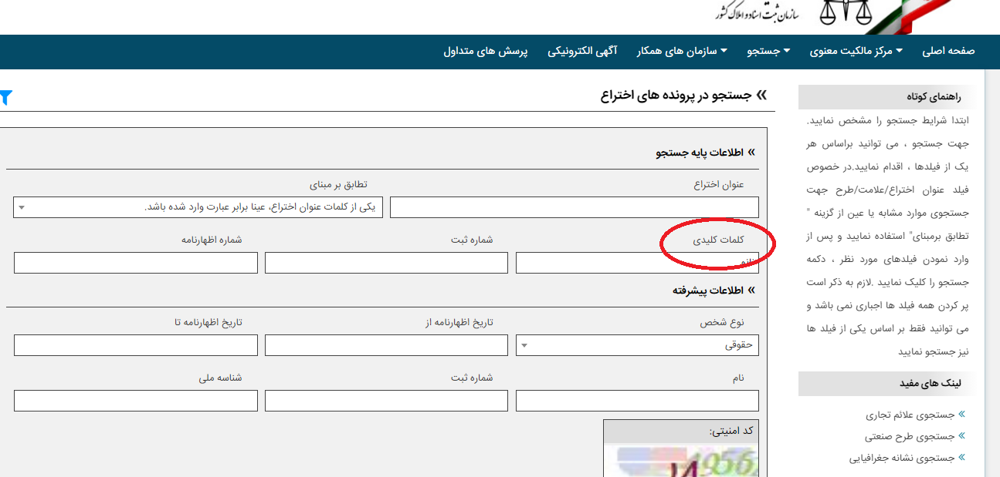 سازمان ثبت اسناد و املاک کشور
صفحه اصلی
مرکز مالکیت معنوی
جستجو
سازمان های همکار
آگهی الکترونیکی
پرسش های متداول
راهنمای کوتاه
ابتدا شرایط جستجو را مشخص نمایید.
جهت جستجو ، می توانید براساس هر
یک از فیلدها ، اقدام نمایید.در خصوص
فیلد عنوان اختراع/علامت/طرح جهت
جستجوی موارد مشابه یا عین از گزینه "
تطابق برمبنای" استفاده نمایید و پس از
وارد نمودن فیلدهای مورد نظر ، دکمه
جستجو را کلیک نمایید .لازم به ذکر است
پر کردن همه فیلد ها اجباری نمی باشد و
می توانید فقط بر اساس یکی از فیلد ها
نیز جستجو نمایید
لینک های مفید
« جستجوی علائم تجاری
« جستجوی طرح صنعتی
« جستجوی نشانه جغرافیایی
» جستجو در پرونده های اختراع
» اطلاعات پایه جستجو
عنوان اختراع
تطابق بر مبنای
یکی از کلمات عنوان اختراع، عینا برابر عبارت وارد شده باشد.
کلمات کلیدی
شماره ثبت
شماره اظهارنامه
نانو
» اطلاعات پیشرفته
نوع شخص
تاریخ اظهارنامه از
تاریخ اظهارنامه تا
حقوقی
نام
شماره ثبت
شناسه ملی
کد امنیتی: